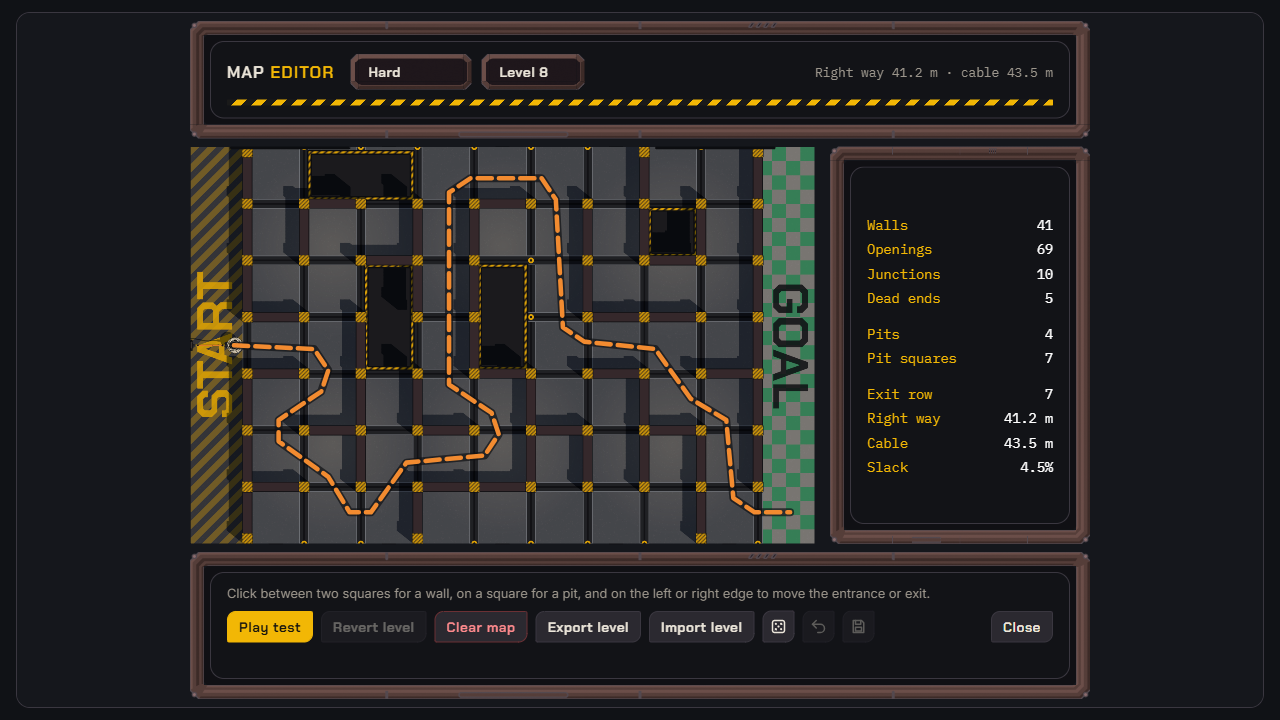 MAP EDITOR
Hard
Level 8
Right way 41.2 m · cable 43.5 m
START
GOAL
Walls 41
Openings 69
Junctions 10
Dead ends 5
Pits 4
Pit squares 7
Exit row 7
Right way 41.2 m
Cable 43.5 m
Slack 4.5%
Click between two squares for a wall, on a square for a pit, and on the left or right edge to move the entrance or exit.
Play test
Revert level
Clear map
Export level
Import level
Close